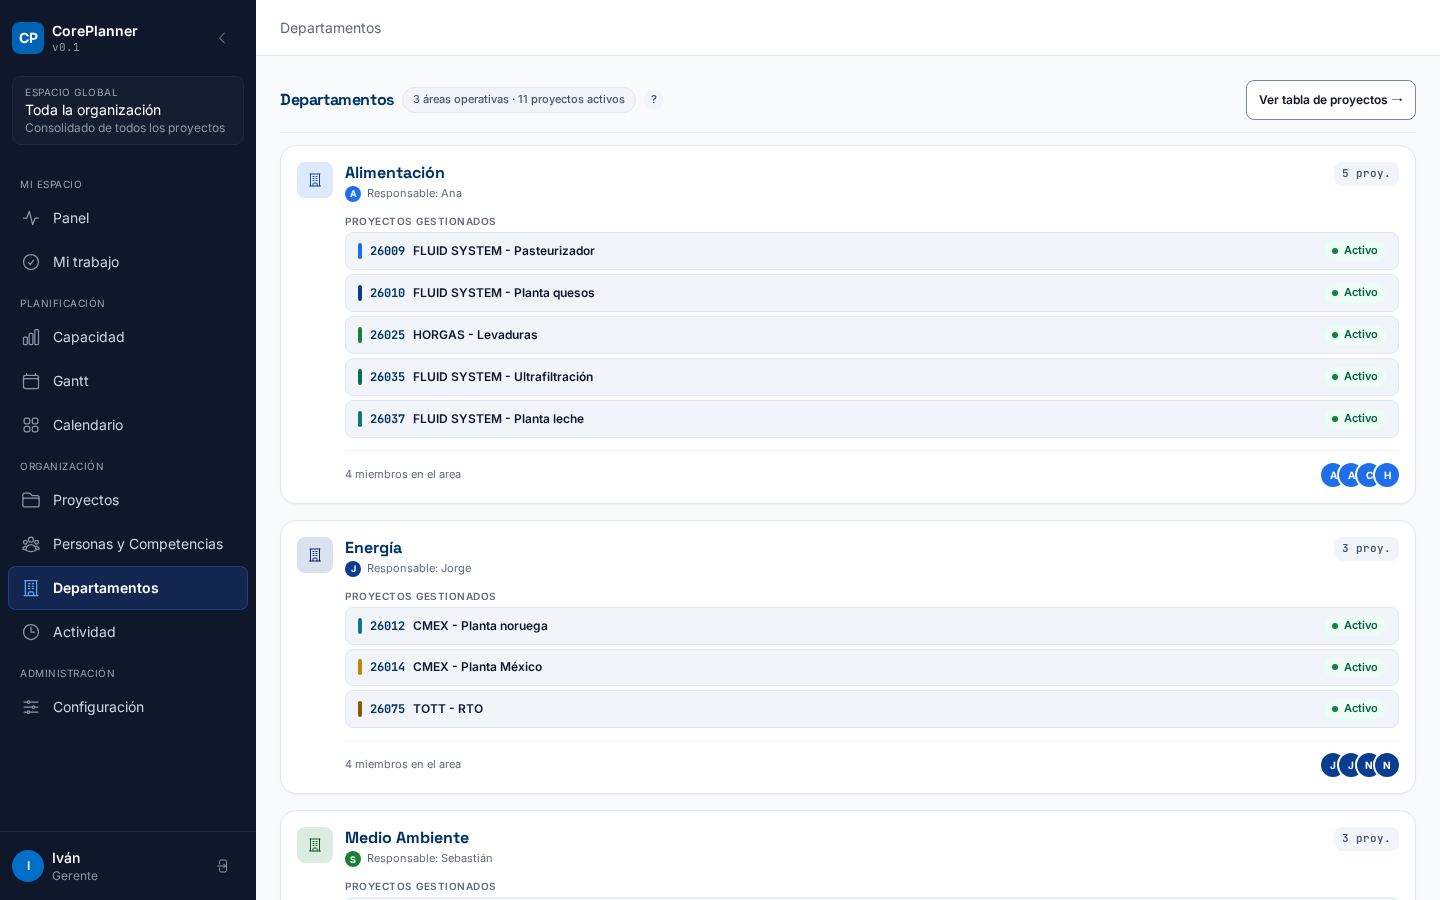 CP
CorePlanner
v0.1
ESPACIO GLOBAL
Toda la organización
Consolidado de todos los proyectos
MI ESPACIO
Panel
Mi trabajo
PLANIFICACIÓN
Capacidad
Gantt
Calendario
ORGANIZACIÓN
Proyectos
Personas y Competencias
Departamentos
Actividad
ADMINISTRACIÓN
Configuración
I
Iván
Gerente
Departamentos
Departamentos 3 áreas operativas · 11 proyectos activos ?
Ver tabla de proyectos →
Alimentación 5 proy.
A Responsable: Ana
PROYECTOS GESTIONADOS
26009 FLUID SYSTEM - Pasteurizador Activo
26010 FLUID SYSTEM - Planta quesos Activo
26025 HORGAS - Levaduras Activo
26035 FLUID SYSTEM - Ultrafiltración Activo
26037 FLUID SYSTEM - Planta leche Activo
4 miembros en el area A A C H
Energía 3 proy.
J Responsable: Jorge
PROYECTOS GESTIONADOS
26012 CMEX - Planta noruega Activo
26014 CMEX - Planta México Activo
26075 TOTT - RTO Activo
4 miembros en el area J J N N
Medio Ambiente 3 proy.
S Responsable: Sebastián
PROYECTOS GESTIONADOS